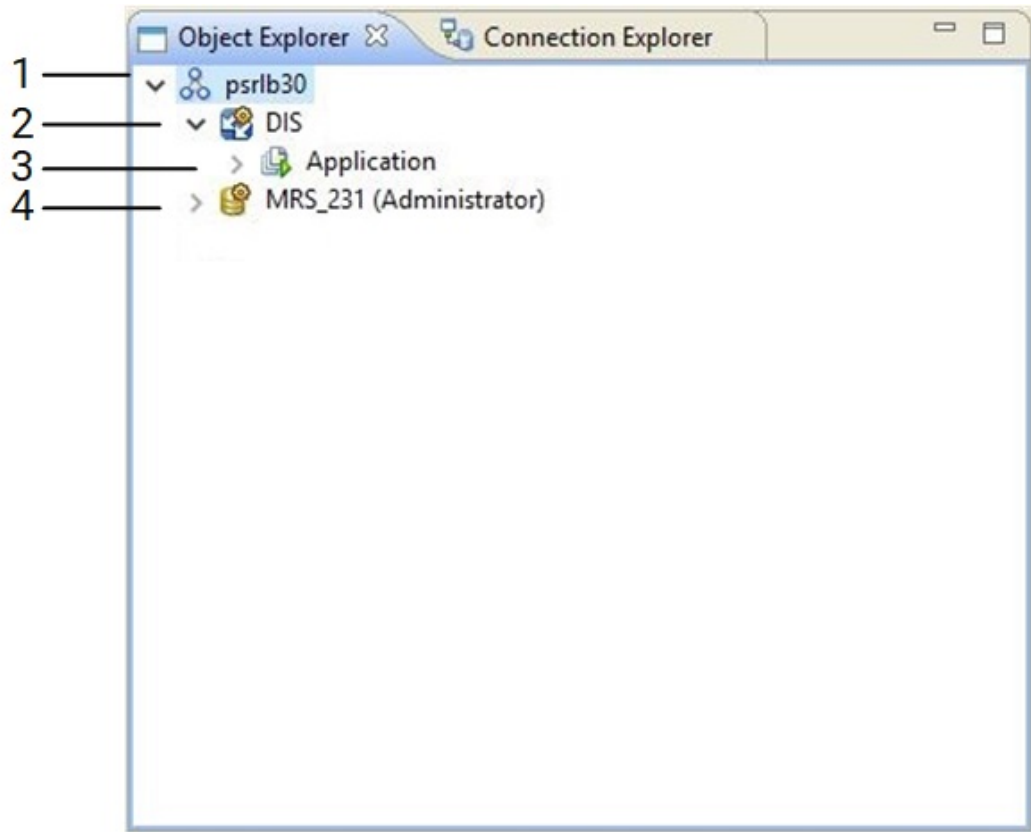 Object Explorer Connection Explorer
1 psrlb30
2 DIS
3 Application
4 MRS_231 (Administrator)